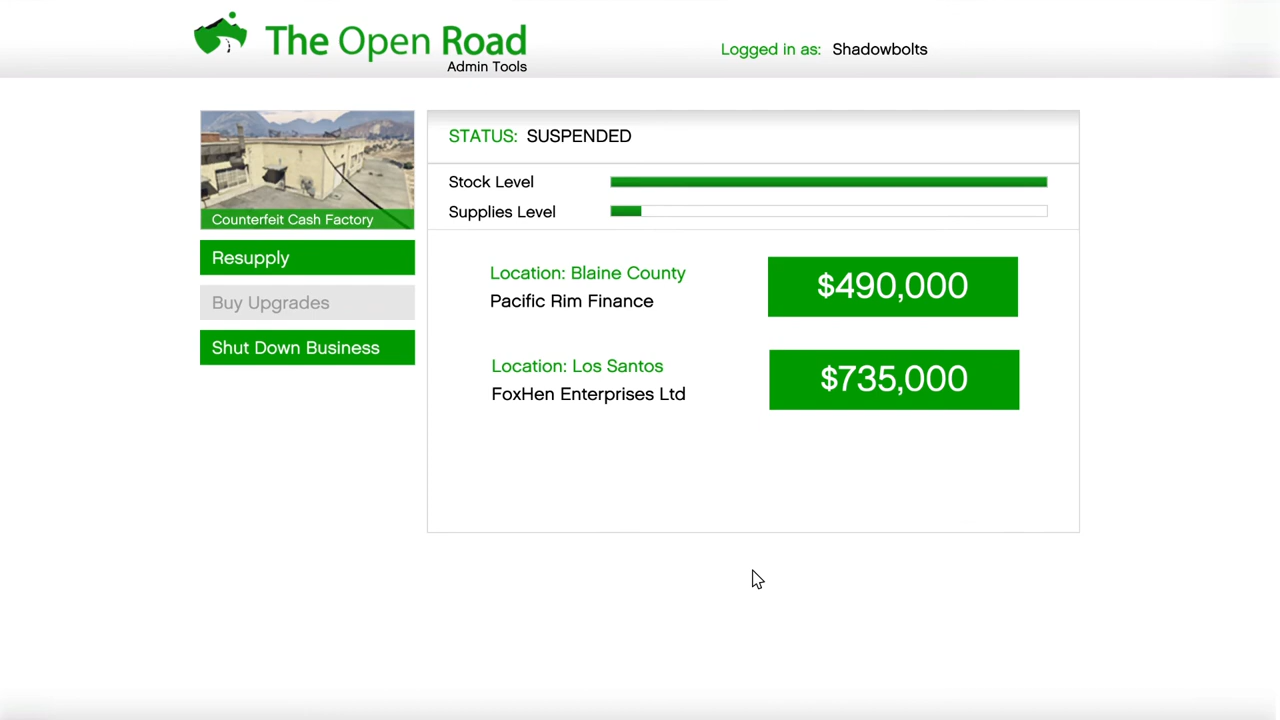 The Open Road
Admin Tools
Logged in as: Shadowbolts
Counterfeit Cash Factory
Resupply
Buy Upgrades
Shut Down Business
STATUS: SUSPENDED
Stock Level
Supplies Level
Location: Blaine County
Pacific Rim Finance
$490,000
Location: Los Santos
FoxHen Enterprises Ltd
$735,000